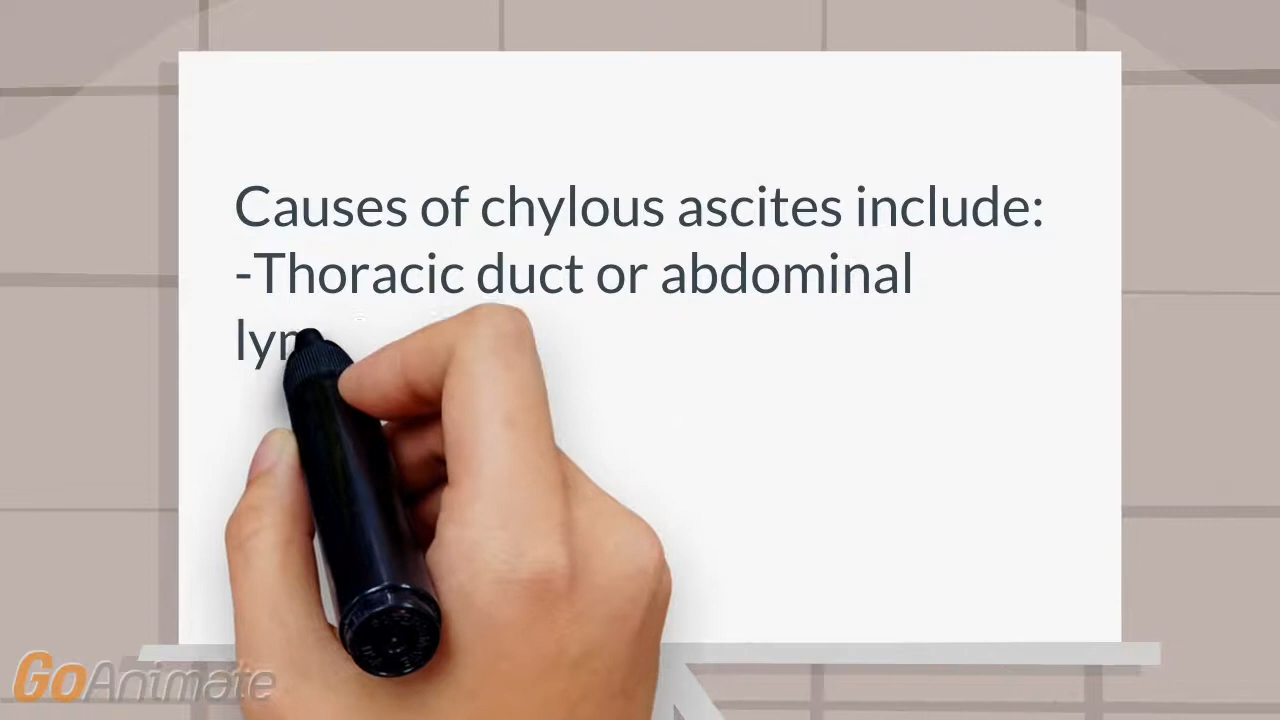 Causes of chylous ascites include:
-Thoracic duct or abdominal
GoAnimate